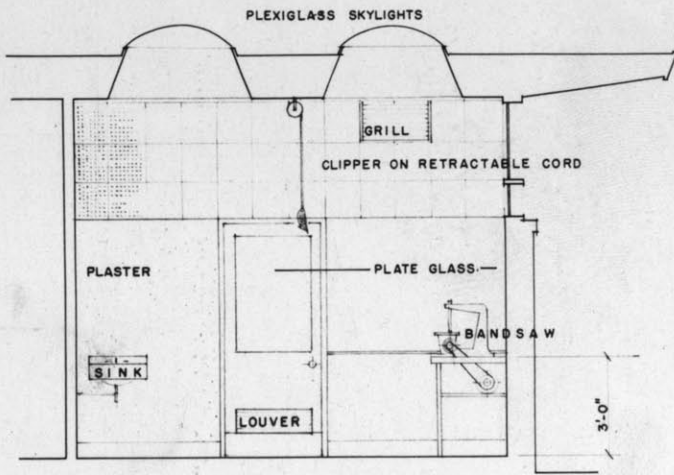 PLEXIGLASS SKYLIGHTS
GRILL
CLIPPER ON RETRACTABLE CORD
PLASTER
PLATE GLASS
BANDSAW
SINK
LOUVER
3'-0"